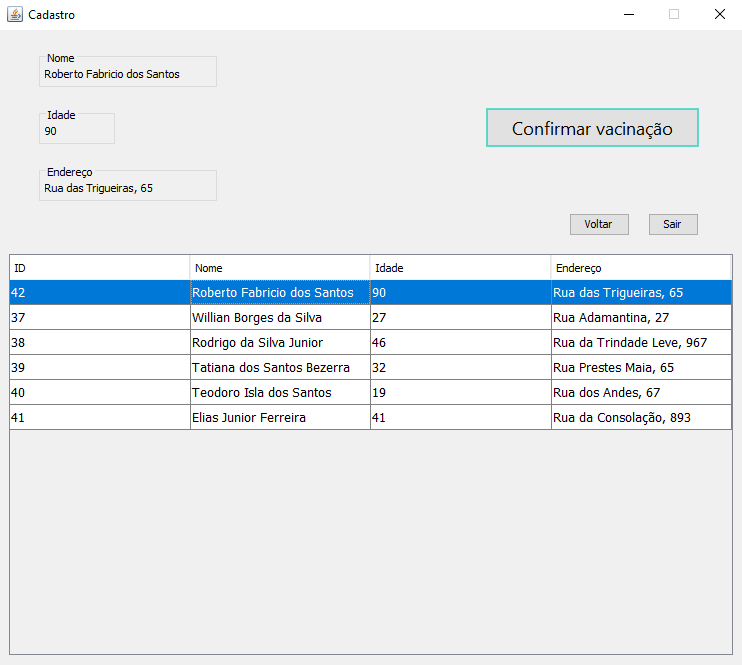 Cadastro
Nome
Roberto Fabricio dos Santos
Idade
90
Confirmar vacinação
Endereço
Rua das Trigueiras, 65
Voltar Sair
ID Nome Idade Endereço
42 Roberto Fabricio dos Santos 90 Rua das Trigueiras, 65
37 Willian Borges da Silva 27 Rua Adamantina, 27
38 Rodrigo da Silva Junior 46 Rua da Trindade Leve, 967
39 Tatiana dos Santos Bezerra 32 Rua Prestes Maia, 65
40 Teodoro Isla dos Santos 19 Rua dos Andes, 67
41 Elias Junior Ferreira 41 Rua da Consolação, 893